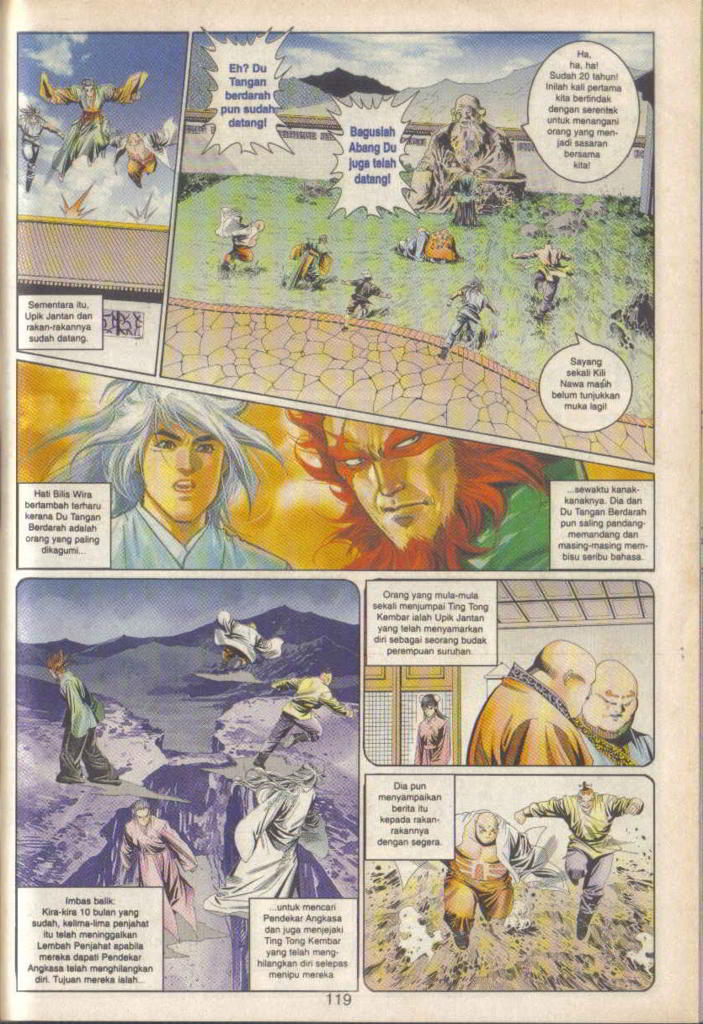 Sementara itu,
Upik Jantan dan
rakan-rakannya
sudah datang.
Eh? Du
Tangan
berdarah
pun sudah
datang!
Baguslah
Abang Du
juga telah
datang!
Ha,
ha, ha!
Sudah 20 tahun!
Inilah kali pertama
kita bertindak
dengan serentek
untuk menangani
orang yang men-
jadi sasaran
bersama
kita!
Sayang
sekali Kili
Nawa masih
belum tunjukkan
muka lagi!
Hati Bilis Wira
bertambah terharu
kerana Du Tangan
Berdarah adalah
orang yang paling
dikagumi...
...sewaktu kanak-
kanaknya. Dia dan
Du Tangan Berdarah
pun saling pandang-
memandang dan
masing-masing mem-
bisu seribu bahasa.
Imbas balik:
Kira-kira 10 bulan yang
sudah, kelima-lima penjahat
itu telah meninggalkan
Lembah Penjahat apabila
mereka dapati Pendekar
Angkasa telah menghilangkan
diri. Tujuan mereka ialah...
...untuk mencari
Pendekar Angkasa
dan juga menjejaki
Ting Tong Kembar
yang telah meng-
hilangkan diri selepas
menipu mereka
Orang yang mula-mula
sekali menjumpai Ting Tong
Kembar ialah Upik Jantan
yang telah menyamarkan
diri sebagai seorang budak
perempuan suruhan.
Dia pun
menyampaikan
berita itu
kepada rakan-
rakannya
dengan segera.
119